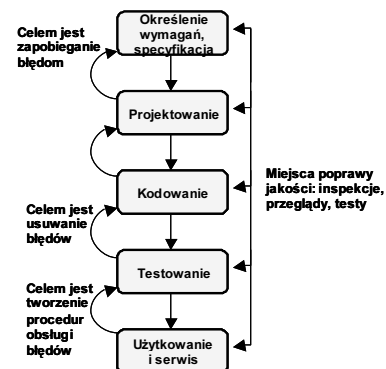 Określenie
wymagań,
specyfikacja
Celem jest
zapobieganie
błędom
Projektowanie
Miejsca poprawy
jakości: inspekcje,
przeglądy, testy
Kodowanie
Celem jest
usuwanie
błędów
Testowanie
Celem jest
tworzenie
procedur
obsługi
błędów
Użytkowanie
i serwis